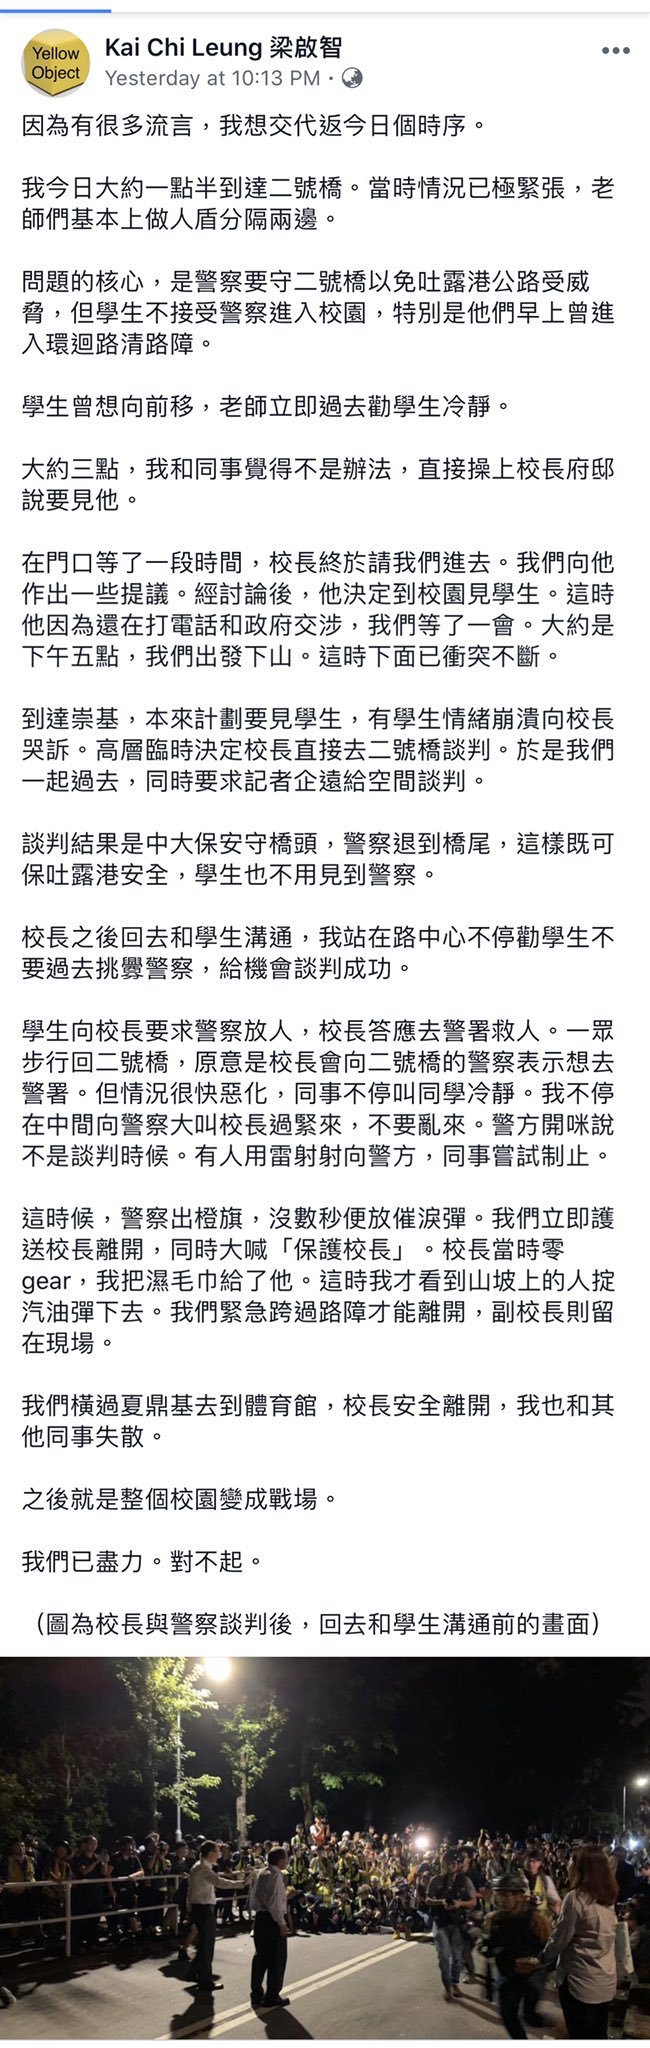 Yellow
Object
Kai Chi Leung 梁啟智
Yesterday at 10:13 PM ·
因為有很多流言，我想交代返今日個時序。
我今日大約一點半到達二號橋。當時情況已極緊張，老
師們基本上做人盾分隔兩邊。
問題的核心，是警察要守二號橋以免吐露港公路受威
脅，但學生不接受警察進入校園，特別是他們早上曾進
入環迴路清路障。
學生曾想向前移，老師立即過去勸學生冷靜。
大約三點，我和同事覺得不是辦法，直接操上校長府邸
說要見他。
在門口等了一段時間，校長終於請我們進去。我們向他
作出一些提議。經討論後，他決定到校園見學生。這時
他因為還在打電話和政府交涉，我們等了一會。大約是
下午五點，我們出發下山。這時下面已衝突不斷。
到達崇基，本來計劃要見學生，有學生情緒崩潰向校長
哭訴。高層臨時決定校長直接去二號橋談判。於是我們
一起過去，同時要求記者企遠給空間談判。
談判結果是中大保安守橋頭，警察退到橋尾，這樣既可
保吐露港安全，學生也不用見到警察。
校長之後回去和學生溝通，我站在路中心不停勸學生不
要過去挑釁警察，給機會談判成功。
學生向校長要求警察放人，校長答應去警署救人。一眾
步行回二號橋，原意是校長會向二號橋的警察表示想去
警署。但情況很快惡化，同事不停叫同學冷靜。我不停
在中間向警察大叫校長過緊來，不要亂來。警方開咪說
不是談判時候。有人用雷射射向警方，同事嘗試制止。
這時候，警察出橙旗，沒數秒便放催淚彈。我們立即護
送校長離開，同時大喊「保護校長」。校長當時零
gear，我把濕毛巾給了他。這時我才看到山坡上的人掟
汽油彈下去。我們緊急跨過路障才能離開，副校長則留
在現場。
我們橫過夏鼎基去到體育館，校長安全離開，我也和其
他同事失散。
之後就是整個校園變成戰場。
我們已盡力。對不起。
（圖為校長與警察談判後，回去和學生溝通前的畫面）